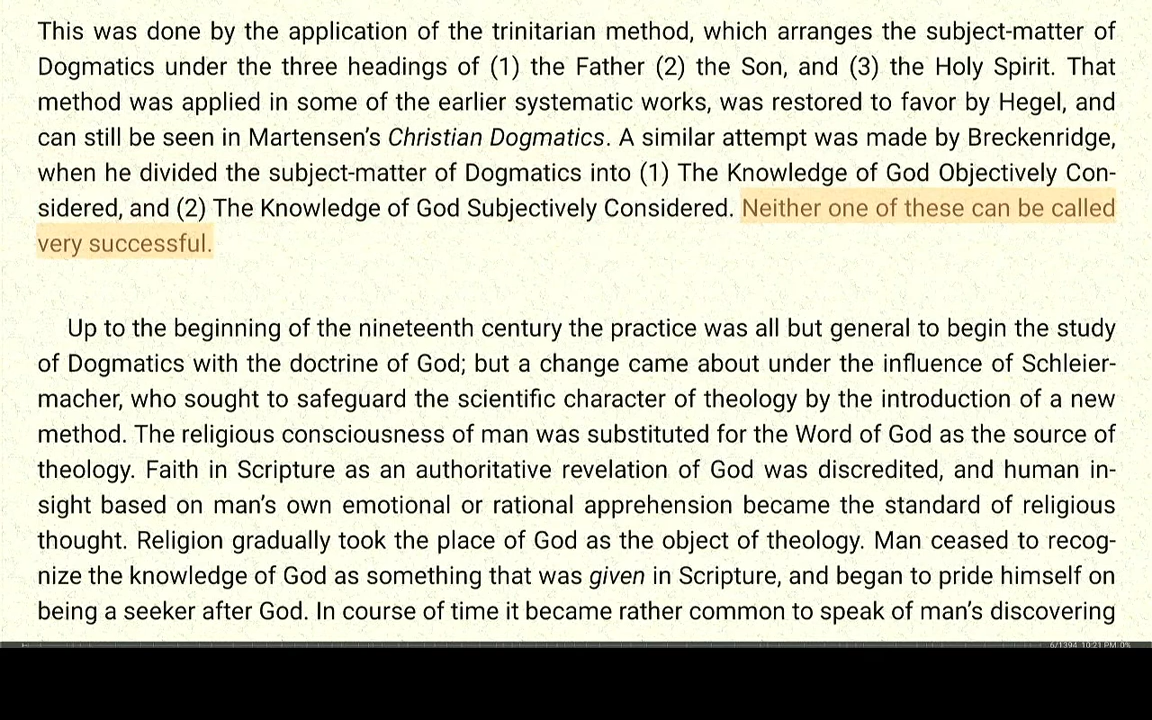 This was done by the application of the trinitarian method, which arranges the subject-matter of
Dogmatics under the three headings of (1) the Father (2) the Son, and (3) the Holy Spirit. That
method was applied in some of the earlier systematic works, was restored to favor by Hegel, and
can still be seen in Martensen’s Christian Dogmatics. A similar attempt was made by Breckenridge,
when he divided the subject-matter of Dogmatics into (1) The Knowledge of God Objectively Con-
sidered, and (2) The Knowledge of God Subjectively Considered. Neither one of these can be called
very successful.
Up to the beginning of the nineteenth century the practice was all but general to begin the study
of Dogmatics with the doctrine of God; but a change came about under the influence of Schleier-
macher, who sought to safeguard the scientific character of theology by the introduction of a new
method. The religious consciousness of man was substituted for the Word of God as the source of
theology. Faith in Scripture as an authoritative revelation of God was discredited, and human in-
sight based on man’s own emotional or rational apprehension became the standard of religious
thought. Religion gradually took the place of God as the object of theology. Man ceased to recog-
nize the knowledge of God as something that was given in Scripture, and began to pride himself on
being a seeker after God. In course of time it became rather common to speak of man’s discovering
6/1394 10:21 PM 0%